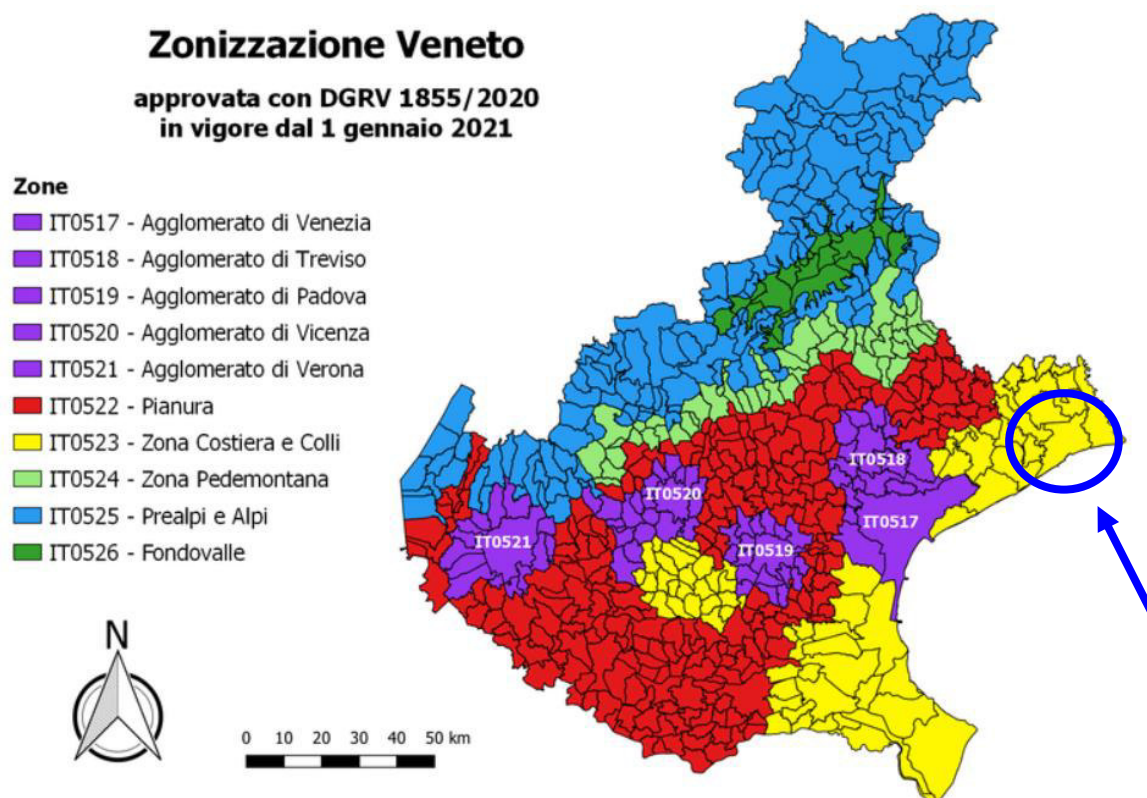 Zonizzazione Veneto
approvata con DGRV 1855/2020
in vigore dal 1 gennaio 2021
Zone
IT0517 - Agglomerato di Venezia
IT0518 - Agglomerato di Treviso
IT0519 - Agglomerato di Padova
IT0520 - Agglomerato di Vicenza
IT0521 - Agglomerato di Verona
IT0522 - Pianura
IT0523 - Zona Costiera e Colli
IT0524 - Zona Pedemontana
IT0525 - Prealpi e Alpi
IT0526 - Fondovalle
IT0518
IT0520
IT0517
IT0521
IT0519
N
0 10 20 30 40 50 km